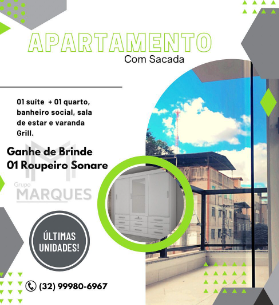 APARTAMENTO
Com Sacada
01 suíte + 01 quarto,
banheiro social, sala
de estar e varanda
Grill.
Ganhe de Brinde
01 Roupeiro Sonare
Grupo
MARQUES
ÚLTIMAS
UNIDADES!
(32) 99980-6967